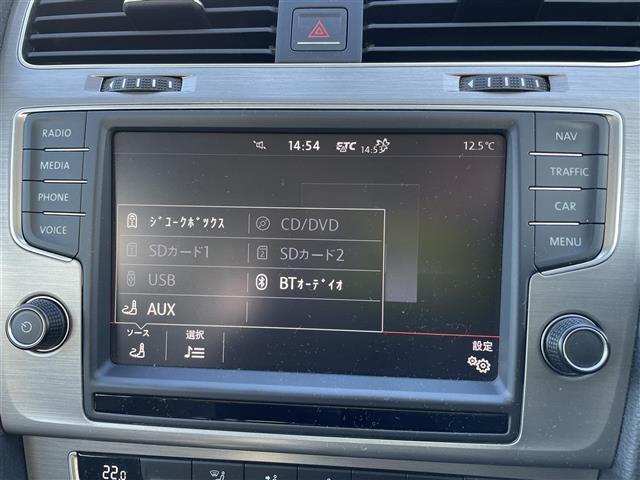 RADIO
MEDIA
PHONE
VOICE
14:54 ETC 14:53 12.5℃
ｼﾞｭｰｸﾎﾞｯｸｽ CD/DVD
SDカード1 SDカード2
USB BTｵｰﾃﾞｨｵ
AUX
ソース 選択
設定
NAV
TRAFFIC
CAR
MENU
22.0